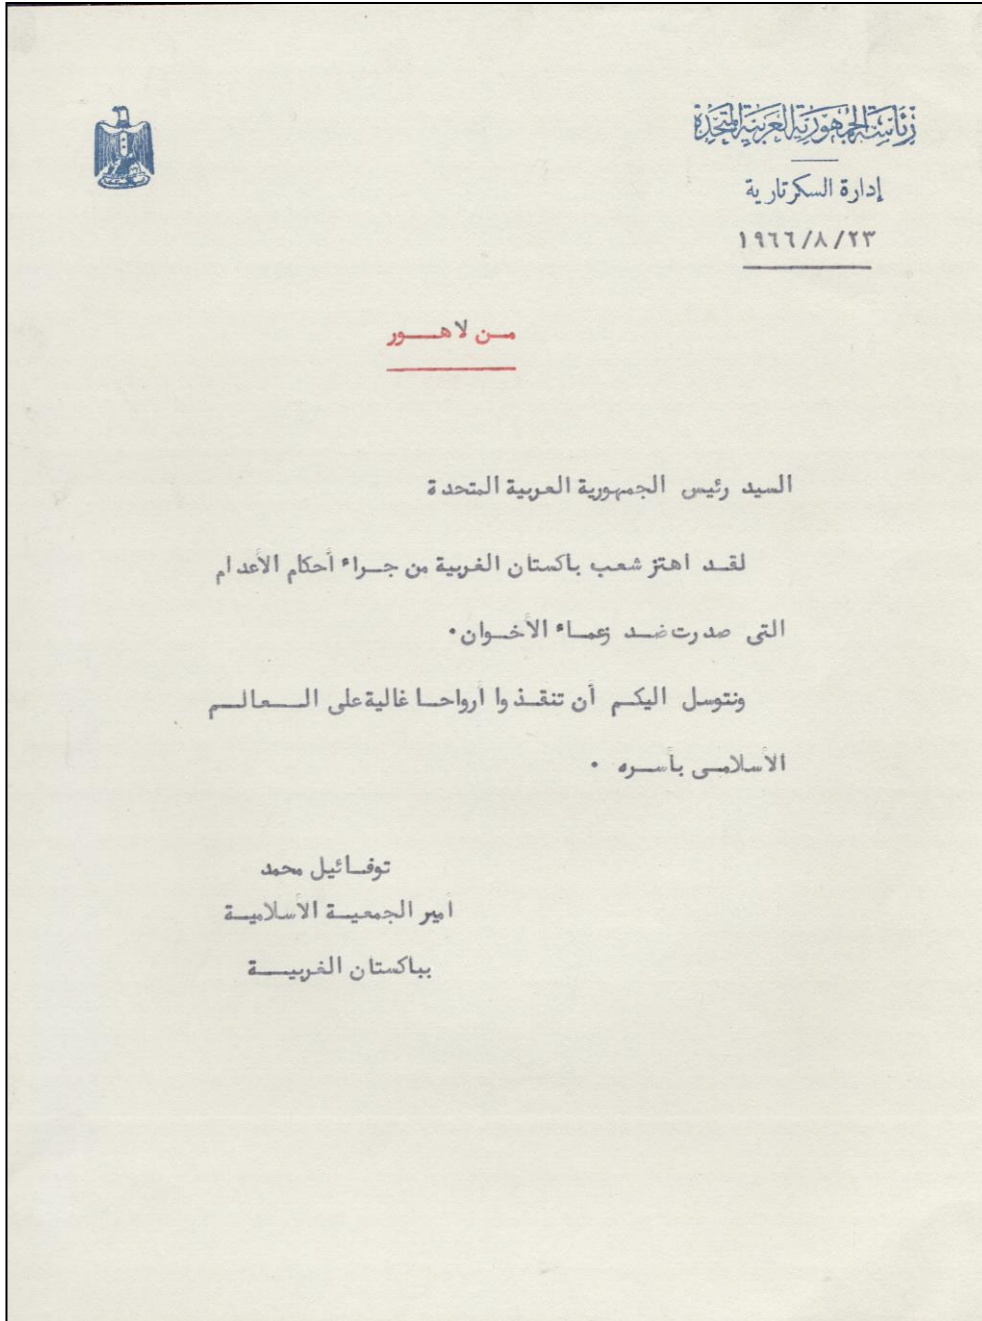 رئاسة الجمهورية العربية المتحدة
إدارة السكرتارية
١٩٦٦/٨/٢٣
من لاهور
السيد رئيس الجمهورية العربية المتحدة
لقد اهتز شعب باكستان الغربية من جراء أحكام الأعدام
التى صدرت ضد زعماء الأخوان.
ونتوسل اليكم أن تنقذوا أرواحا غالية على العالم
الأسلامى بأسره .
توفائيل محمد
امير الجمعية الأسلامية
بباكستان الغربية